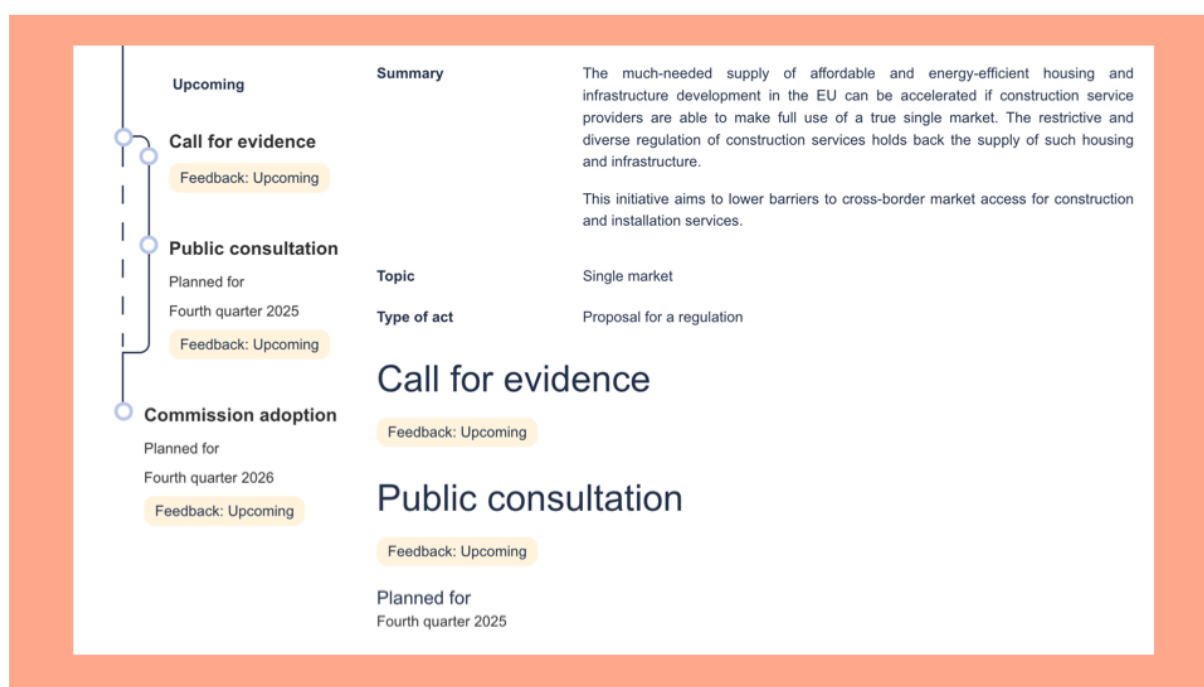 Upcoming
Call for evidence
Feedback: Upcoming
Public consultation
Planned for
Fourth quarter 2025
Feedback: Upcoming
Commission adoption
Planned for
Fourth quarter 2026
Feedback: Upcoming
Summary
The much-needed supply of affordable and energy-efficient housing and
infrastructure development in the EU can be accelerated if construction service
providers are able to make full use of a true single market. The restrictive and
diverse regulation of construction services holds back the supply of such housing
and infrastructure.
This initiative aims to lower barriers to cross-border market access for construction
and installation services.
Topic
Single market
Type of act
Proposal for a regulation
Call for evidence
Feedback: Upcoming
Public consultation
Feedback: Upcoming
Planned for
Fourth quarter 2025